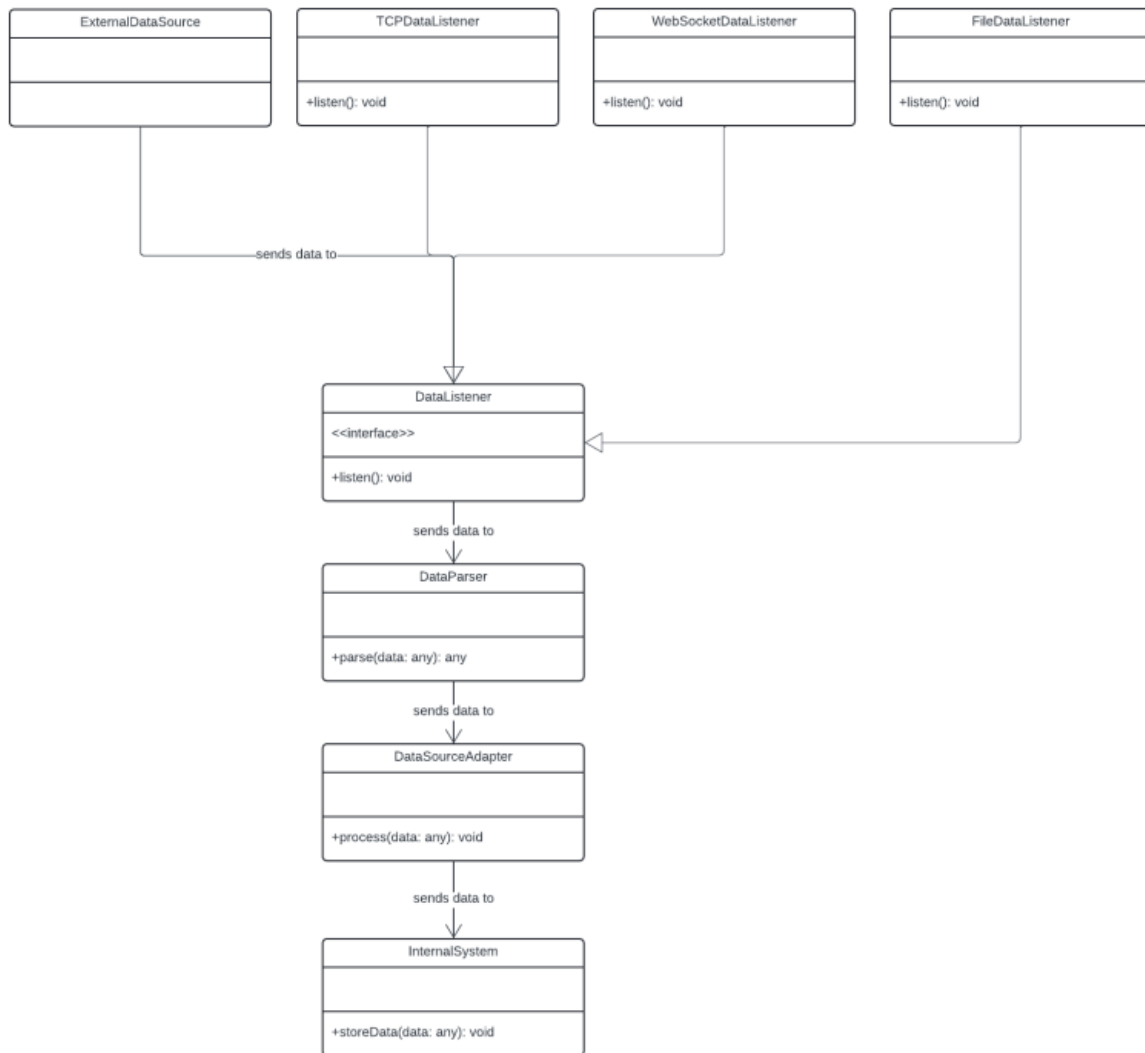 ExternalDataSource
TCPDataListener
+listen(): void
WebSocketDataListener
+listen(): void
FileDataListener
+listen(): void
sends data to
DataListener
<<interface>>
+listen(): void
sends data to
DataParser
+parse(data: any): any
sends data to
DataSourceAdapter
+process(data: any): void
sends data to
InternalSystem
+storeData(data: any): void